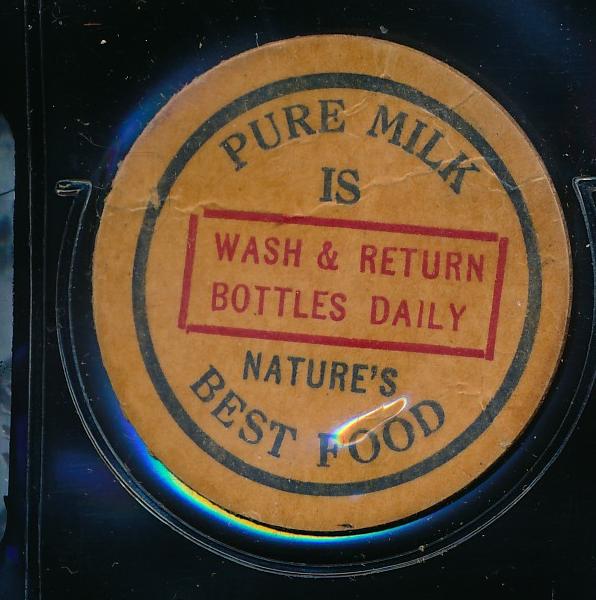 PURE MILK
IS
WASH & RETURN
BOTTLES DAILY
NATURE'S
BEST FOOD